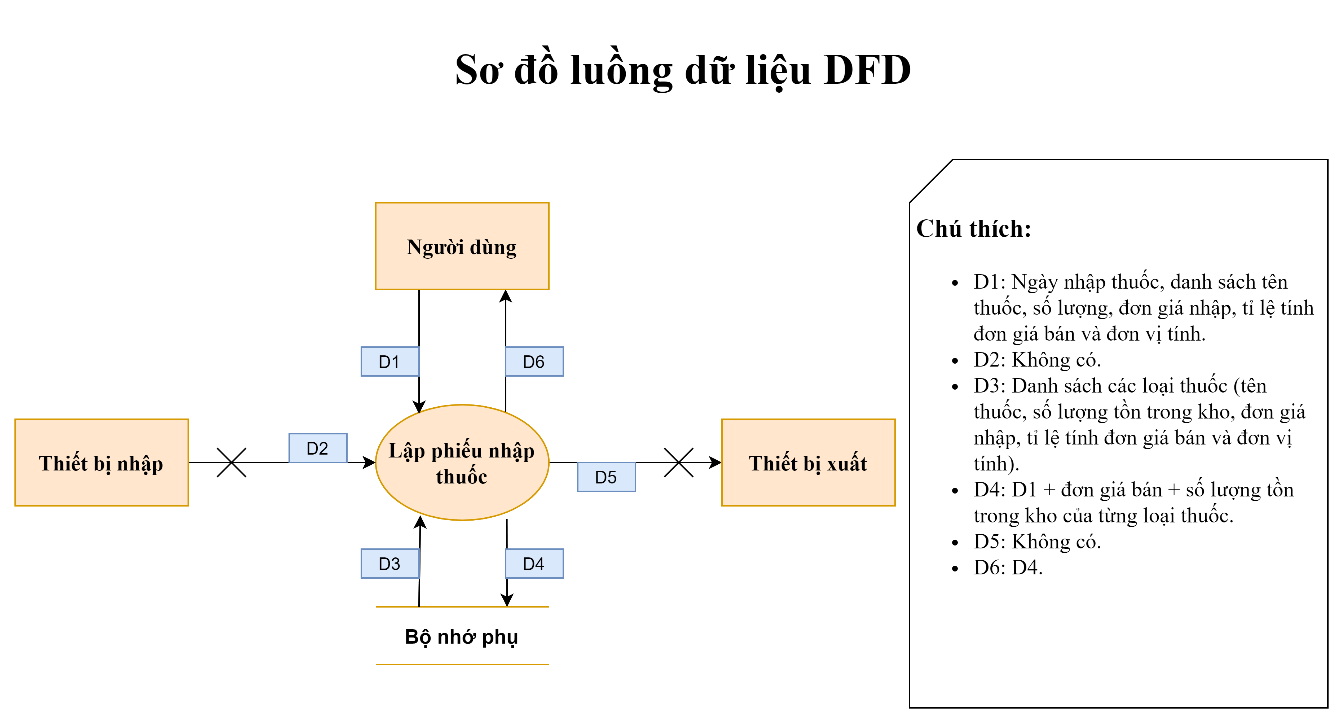 Sơ đồ luồng dữ liệu DFD
Người dùng
D1
D6
Thiết bị nhập
D2
Lập phiếu nhập
thuốc
D5
Thiết bị xuất
D3
D4
Bộ nhớ phụ
Chú thích:
• D1: Ngày nhập thuốc, danh sách tên
thuốc, số lượng, đơn giá nhập, tỉ lệ tính
đơn giá bán và đơn vị tính.
• D2: Không có.
• D3: Danh sách các loại thuốc (tên
thuốc, số lượng tồn trong kho, đơn giá
nhập, tỉ lệ tính đơn giá bán và đơn vị
tính).
• D4: D1 + đơn giá bán + số lượng tồn
trong kho của từng loại thuốc.
• D5: Không có.
• D6: D4.